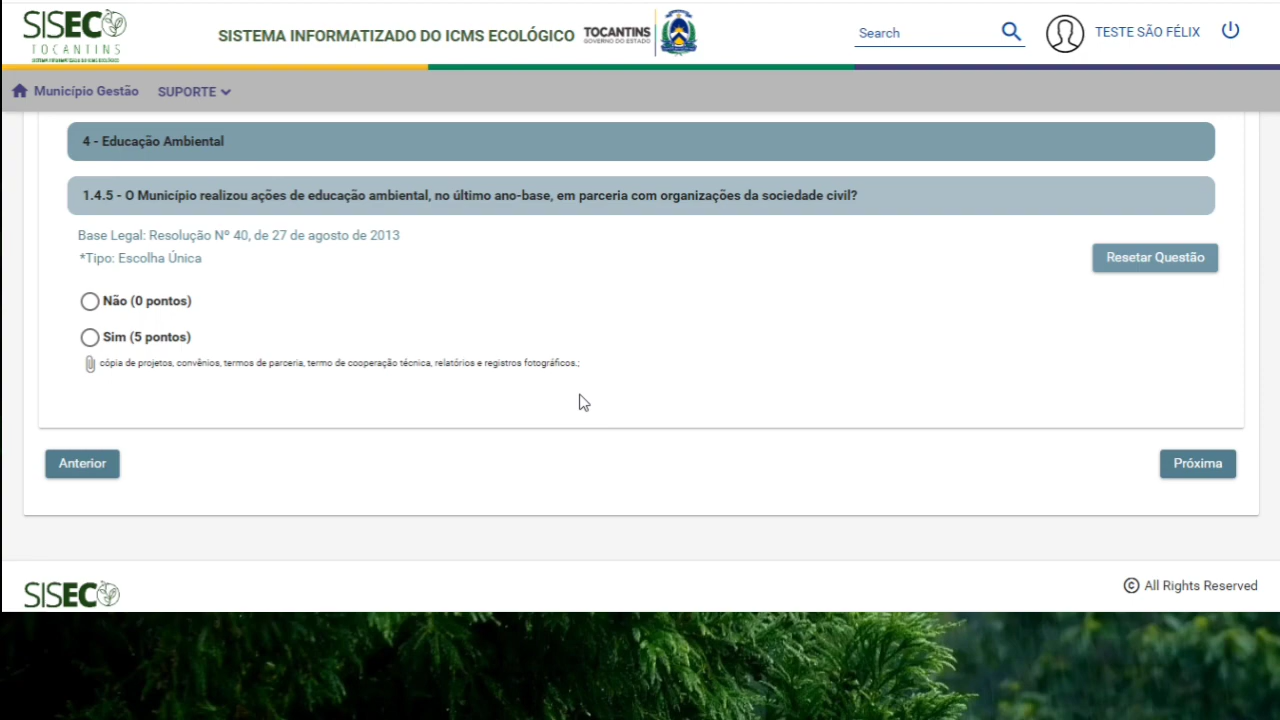 SISEC
TOCANTINS
SISTEMA INFORMATIZADO DO ICMS ECOLÓGICO
TOCANTINS
GOVERNO DO ESTADO
Search
TESTE SÃO FÉLIX
Município Gestão
SUPORTE
4 - Educação Ambiental
1.4.5 - O Município realizou ações de educação ambiental, no último ano-base, em parceria com organizações da sociedade civil?
Base Legal: Resolução Nº 40, de 27 de agosto de 2013
*Tipo: Escolha Única
Resetar Questão
Não (0 pontos)
Sim (5 pontos)
cópia de projetos, convênios, termos de parceria, termo de cooperação técnica, relatórios e registros fotográficos.;
Anterior
Próxima
SISEC
© All Rights Reserved